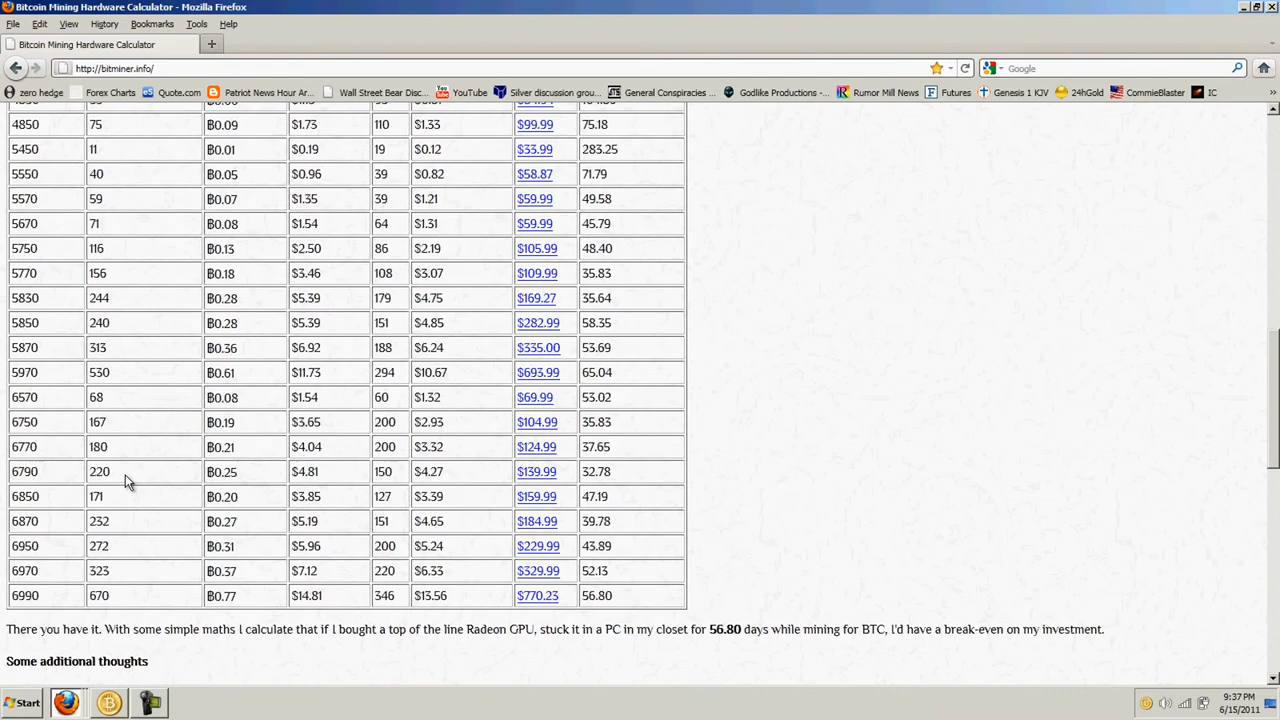 Bitcoin Mining Hardware Calculator - Mozilla Firefox
File Edit View History Bookmarks Tools Help
Bitcoin Mining Hardware Calculator
http://bitminer.info/ Google
zero hedge Forex Charts Quote.com Patriot News Hour Ar... Wall Street Bear Disc... YouTube Silver discussion grou... General Conspiracies ... Godlike Productions -... Rumor Mill News Futures Genesis 1 KJV 24hGold CommieBlaster IC
4850 75 ฿0.09 $1.73 110 $1.33 $99.99 75.18
5450 11 ฿0.01 $0.19 19 $0.12 $33.99 283.25
5550 40 ฿0.05 $0.96 39 $0.82 $58.87 71.79
5570 59 ฿0.07 $1.35 39 $1.21 $59.99 49.58
5670 71 ฿0.08 $1.54 64 $1.31 $59.99 45.79
5750 116 ฿0.13 $2.50 86 $2.19 $105.99 48.40
5770 156 ฿0.18 $3.46 108 $3.07 $109.99 35.83
5830 244 ฿0.28 $5.39 179 $4.75 $169.27 35.64
5850 240 ฿0.28 $5.39 151 $4.85 $282.99 58.35
5870 313 ฿0.36 $6.92 188 $6.24 $335.00 53.69
5970 530 ฿0.61 $11.73 294 $10.67 $693.99 65.04
6570 68 ฿0.08 $1.54 60 $1.32 $69.99 53.02
6750 167 ฿0.19 $3.65 200 $2.93 $104.99 35.83
6770 180 ฿0.21 $4.04 200 $3.32 $124.99 37.65
6790 220 ฿0.25 $4.81 150 $4.27 $139.99 32.78
6850 171 ฿0.20 $3.85 127 $3.39 $159.99 47.19
6870 232 ฿0.27 $5.19 151 $4.65 $184.99 39.78
6950 272 ฿0.31 $5.96 200 $5.24 $229.99 43.89
6970 323 ฿0.37 $7.12 220 $6.33 $329.99 52.13
6990 670 ฿0.77 $14.81 346 $13.56 $770.23 56.80
There you have it. With some simple maths I calculate that if I bought a top of the line Radeon GPU, stuck it in a PC in my closet for 56.80 days while mining for BTC, I'd have a break-even on my investment.
Some additional thoughts
Start 9:37 PM
6/15/2011